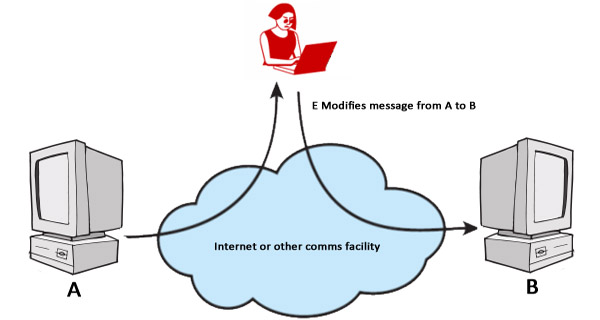 E Modifies message from A to B
Internet or other comms facility
A
B